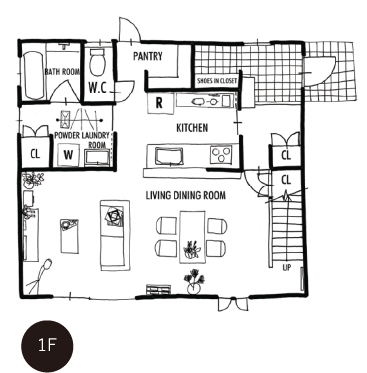 PANTRY
BATH ROOM
W.C
SHOES IN CLOSET
R
KITCHEN
POWDER LAUNDRY
ROOM
CL
W
CL
CL
LIVING DINING ROOM
UP
1F